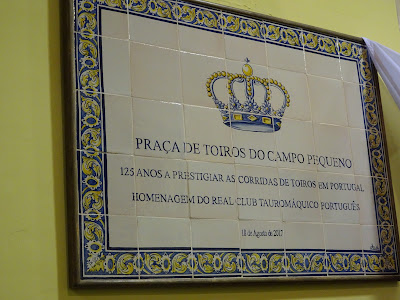 PRAÇA DE TOIROS DO CAMPO PEQUENO
125 ANOS A PRESTIGIAR AS CORRIDAS DE TOIROS EM PORTUGAL
HOMENAGEM DO REAL CLUB TAUROMÁQUICO PORTUGUÊS
18 de Agosto de 2017